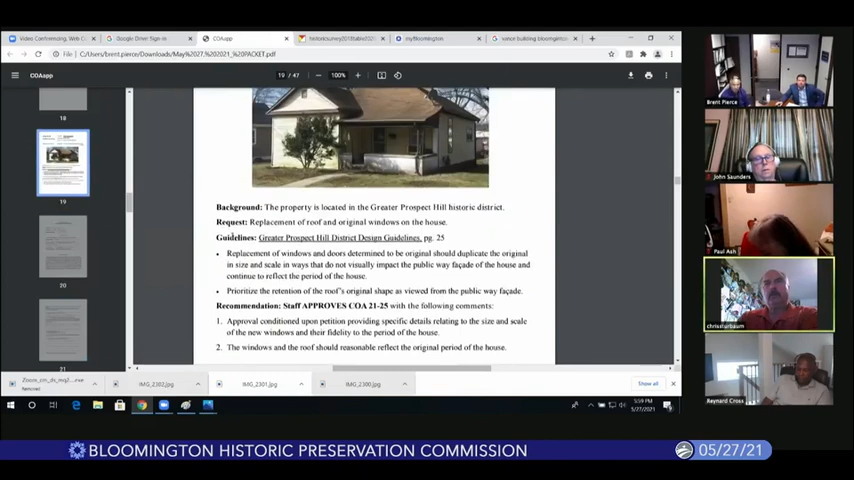 Video Conferencing, Web Co
Google Drive: Sign-in
COAapp
myBloomington
File
C:/Users/brent.pierce/Downloads/May%2027,%202021_%20PACKET.pdf
COAapp
19 / 47
100%
18
19
20
21
Background: The property is located in the Greater Prospect Hill historic district.
Request: Replacement of roof and original windows on the house.
Guidelines: Greater Prospect Hill District Design Guidelines, pg. 25
Replacement of windows and doors determined to be original should duplicate the original
in size and scale in ways that do not visually impact the public way façade of the house and
continue to reflect the period of the house.
Prioritize the retention of the roof's original shape as viewed from the public way façade.
Recommendation: Staff APPROVES COA 21-25 with the following comments:
1. Approval conditioned upon petition providing specific details relating to the size and scale
of the new windows and their fidelity to the period of the house.
2. The windows and the roof should reasonable reflect the original period of the house.
IMG_2302.jpg
IMG_2301.jpg
IMG_2300.jpg
Show all
5:59 PM
5/27/2021
Brent Pierce
John Saunders
Paul Ash
chrissturbaum
Reynard Cross
BLOOMINGTON HISTORIC PRESERVATION COMMISSION
05/27/21